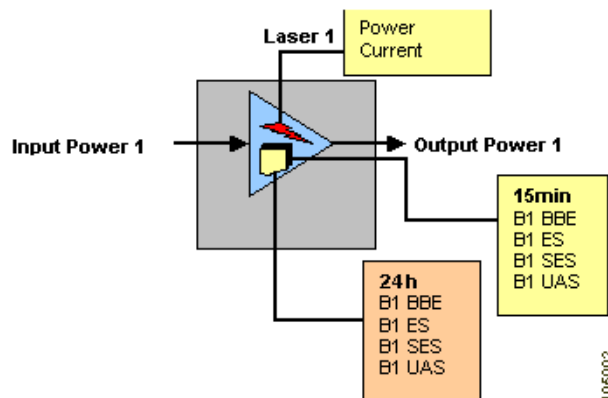 Laser 1
Power
Current
Input Power 1
Output Power 1
15min
B1 BBE
B1 ES
B1 SES
B1 UAS
24h
B1 BBE
B1 ES
B1 SES
B1 UAS